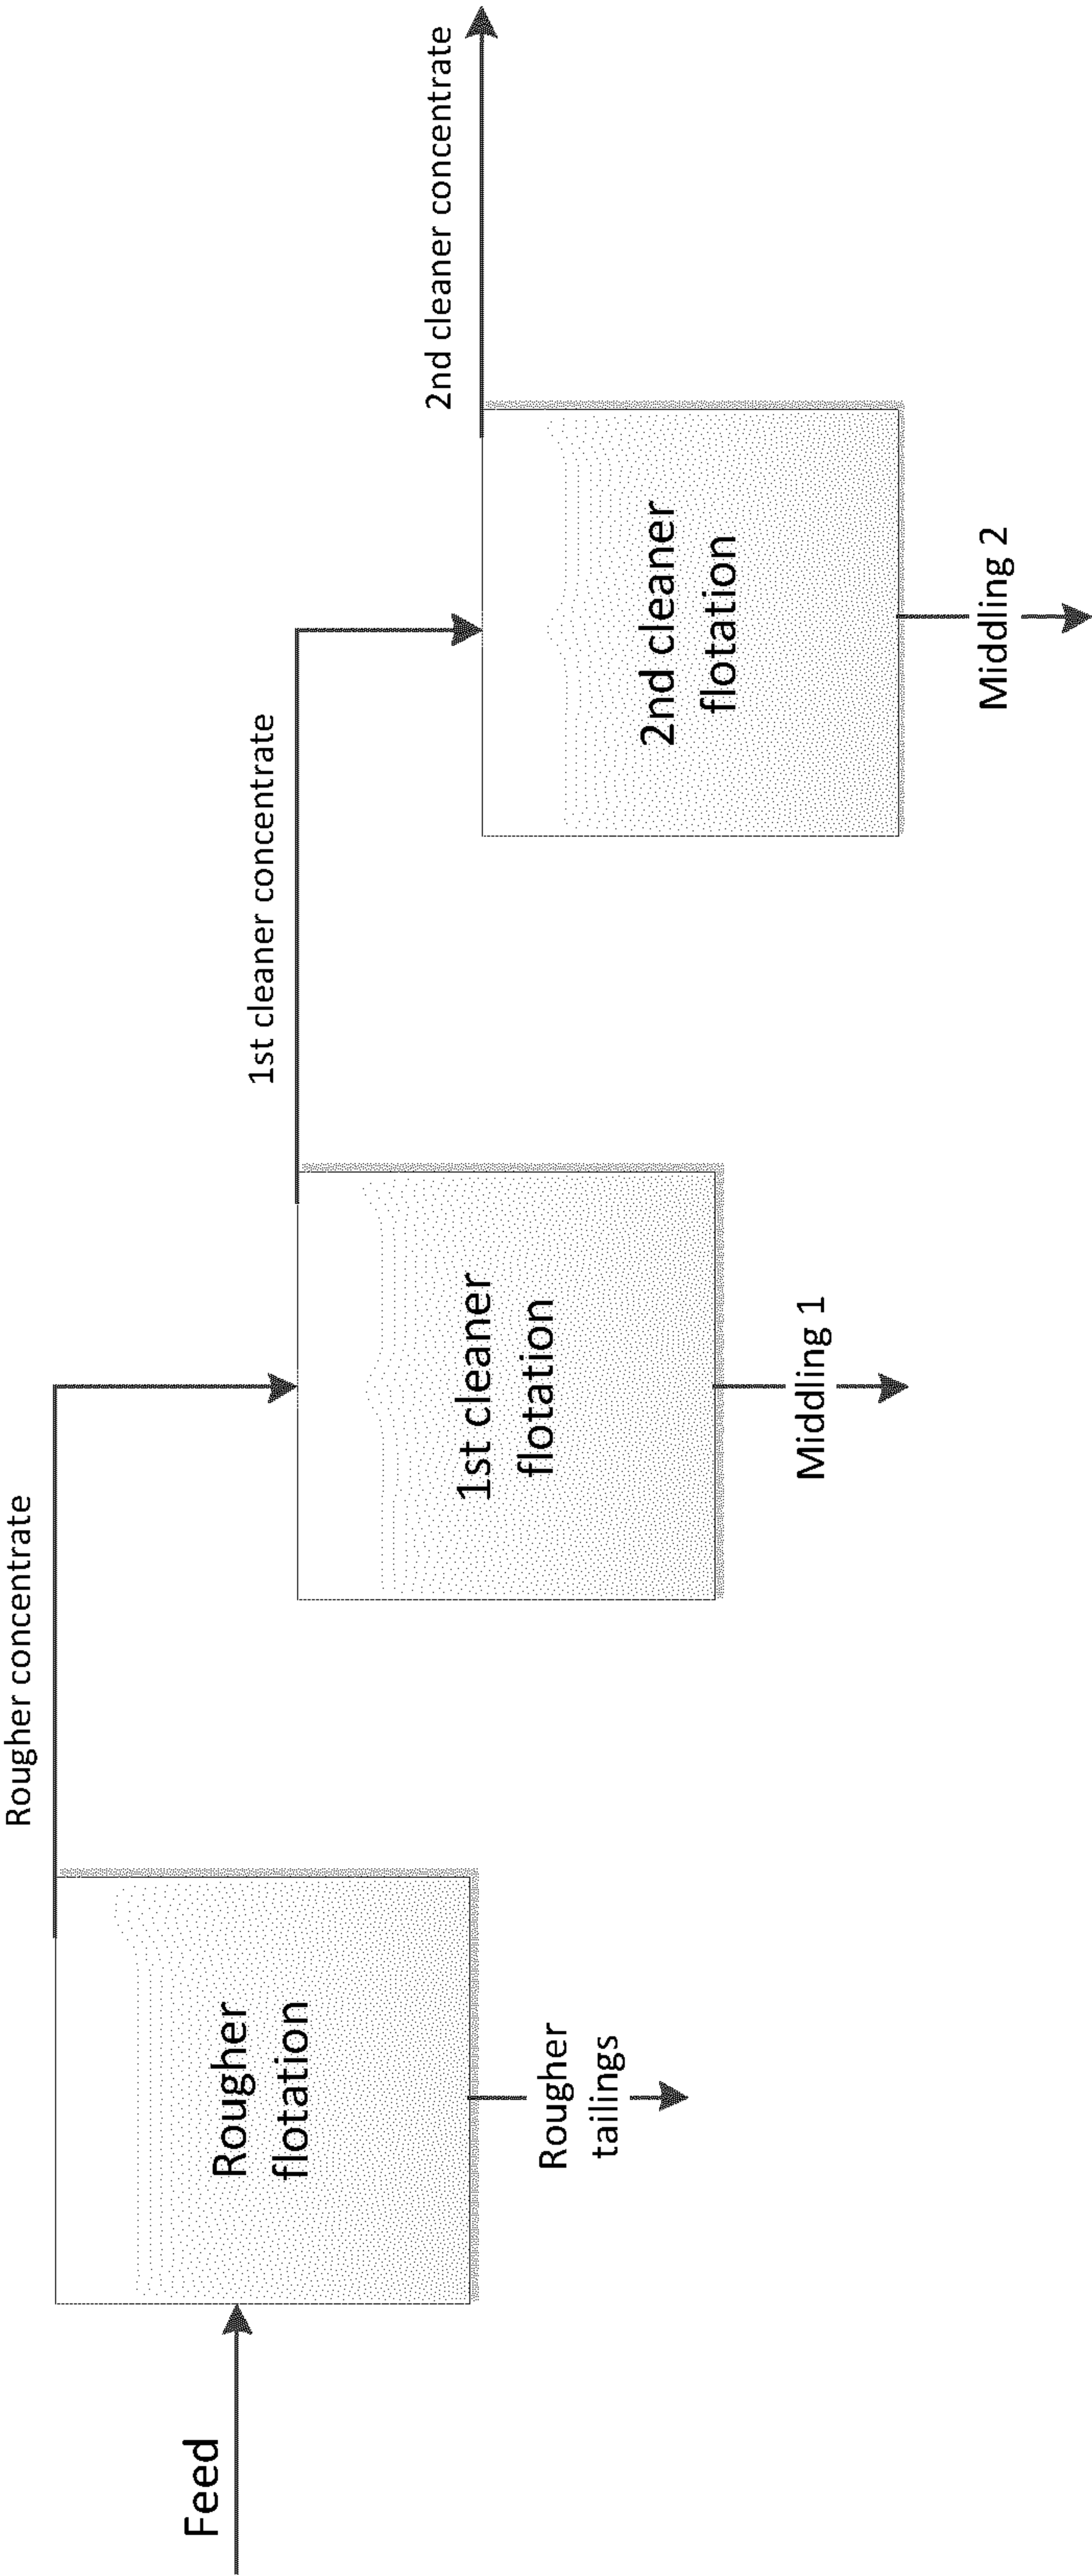 Feed
Rougher
flotation
Rougher
tailings
Rougher concentrate
1st cleaner
flotation
Middling 1
1st cleaner concentrate
2nd cleaner
flotation
Middling 2
2nd cleaner concentrate